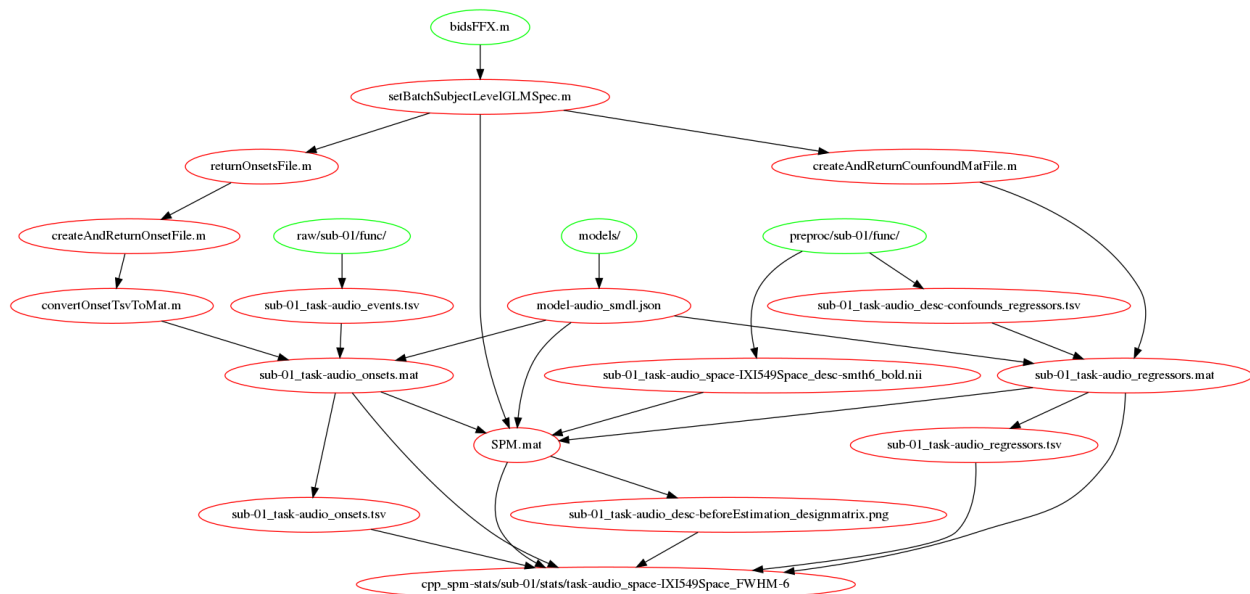 bidsFFX.m
setBatchSubjectLevelGLMSpec.m
returnOnsetsFile.m
createAndReturnCounfoundMatFile.m
createAndReturnOnsetFile.m
raw/sub-01/func/
models/
preproc/sub-01/func/
convertOnsetTsvToMat.m
sub-01_task-audio_events.tsv
model-audio_smdl.json
sub-01_task-audio_desc-confounds_regressors.tsv
sub-01_task-audio_onsets.mat
sub-01_task-audio_space-IXI549Space_desc-smth6_bold.nii
sub-01_task-audio_regressors.mat
SPM.mat
sub-01_task-audio_regressors.tsv
sub-01_task-audio_onsets.tsv
sub-01_task-audio_desc-beforeEstimation_designmatrix.png
cpp_spm-stats/sub-01/stats/task-audio_space-IXI549Space_FWHM-6